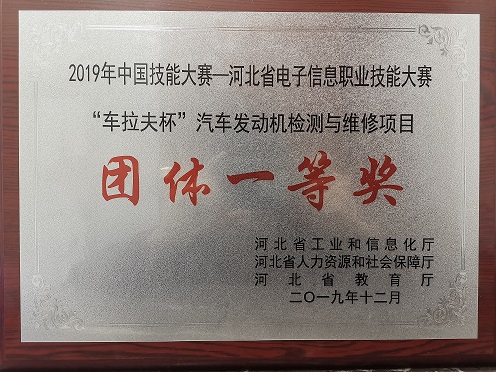 2019年中国技能大赛—河北省电子信息职业技能大赛
“车拉夫杯”汽车发动机检测与维修项目
团体一等奖
河北省工业和信息化厅
河北省人力资源和社会保障厅
河北省教育厅
二〇一九年十二月